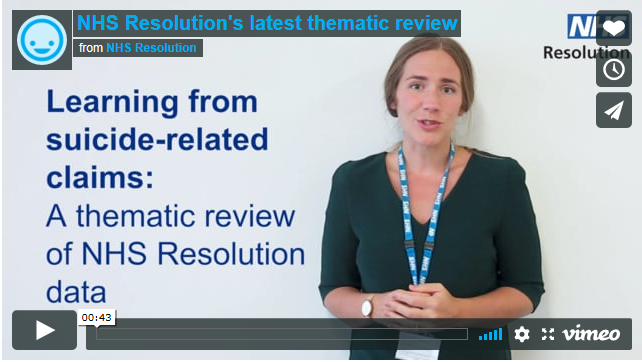 NHS Resolution's latest thematic review
from NHS Resolution
NHS
Resolution
Learning from
suicide-related
claims:
A thematic review
of NHS Resolution
data
00:43
vimeo